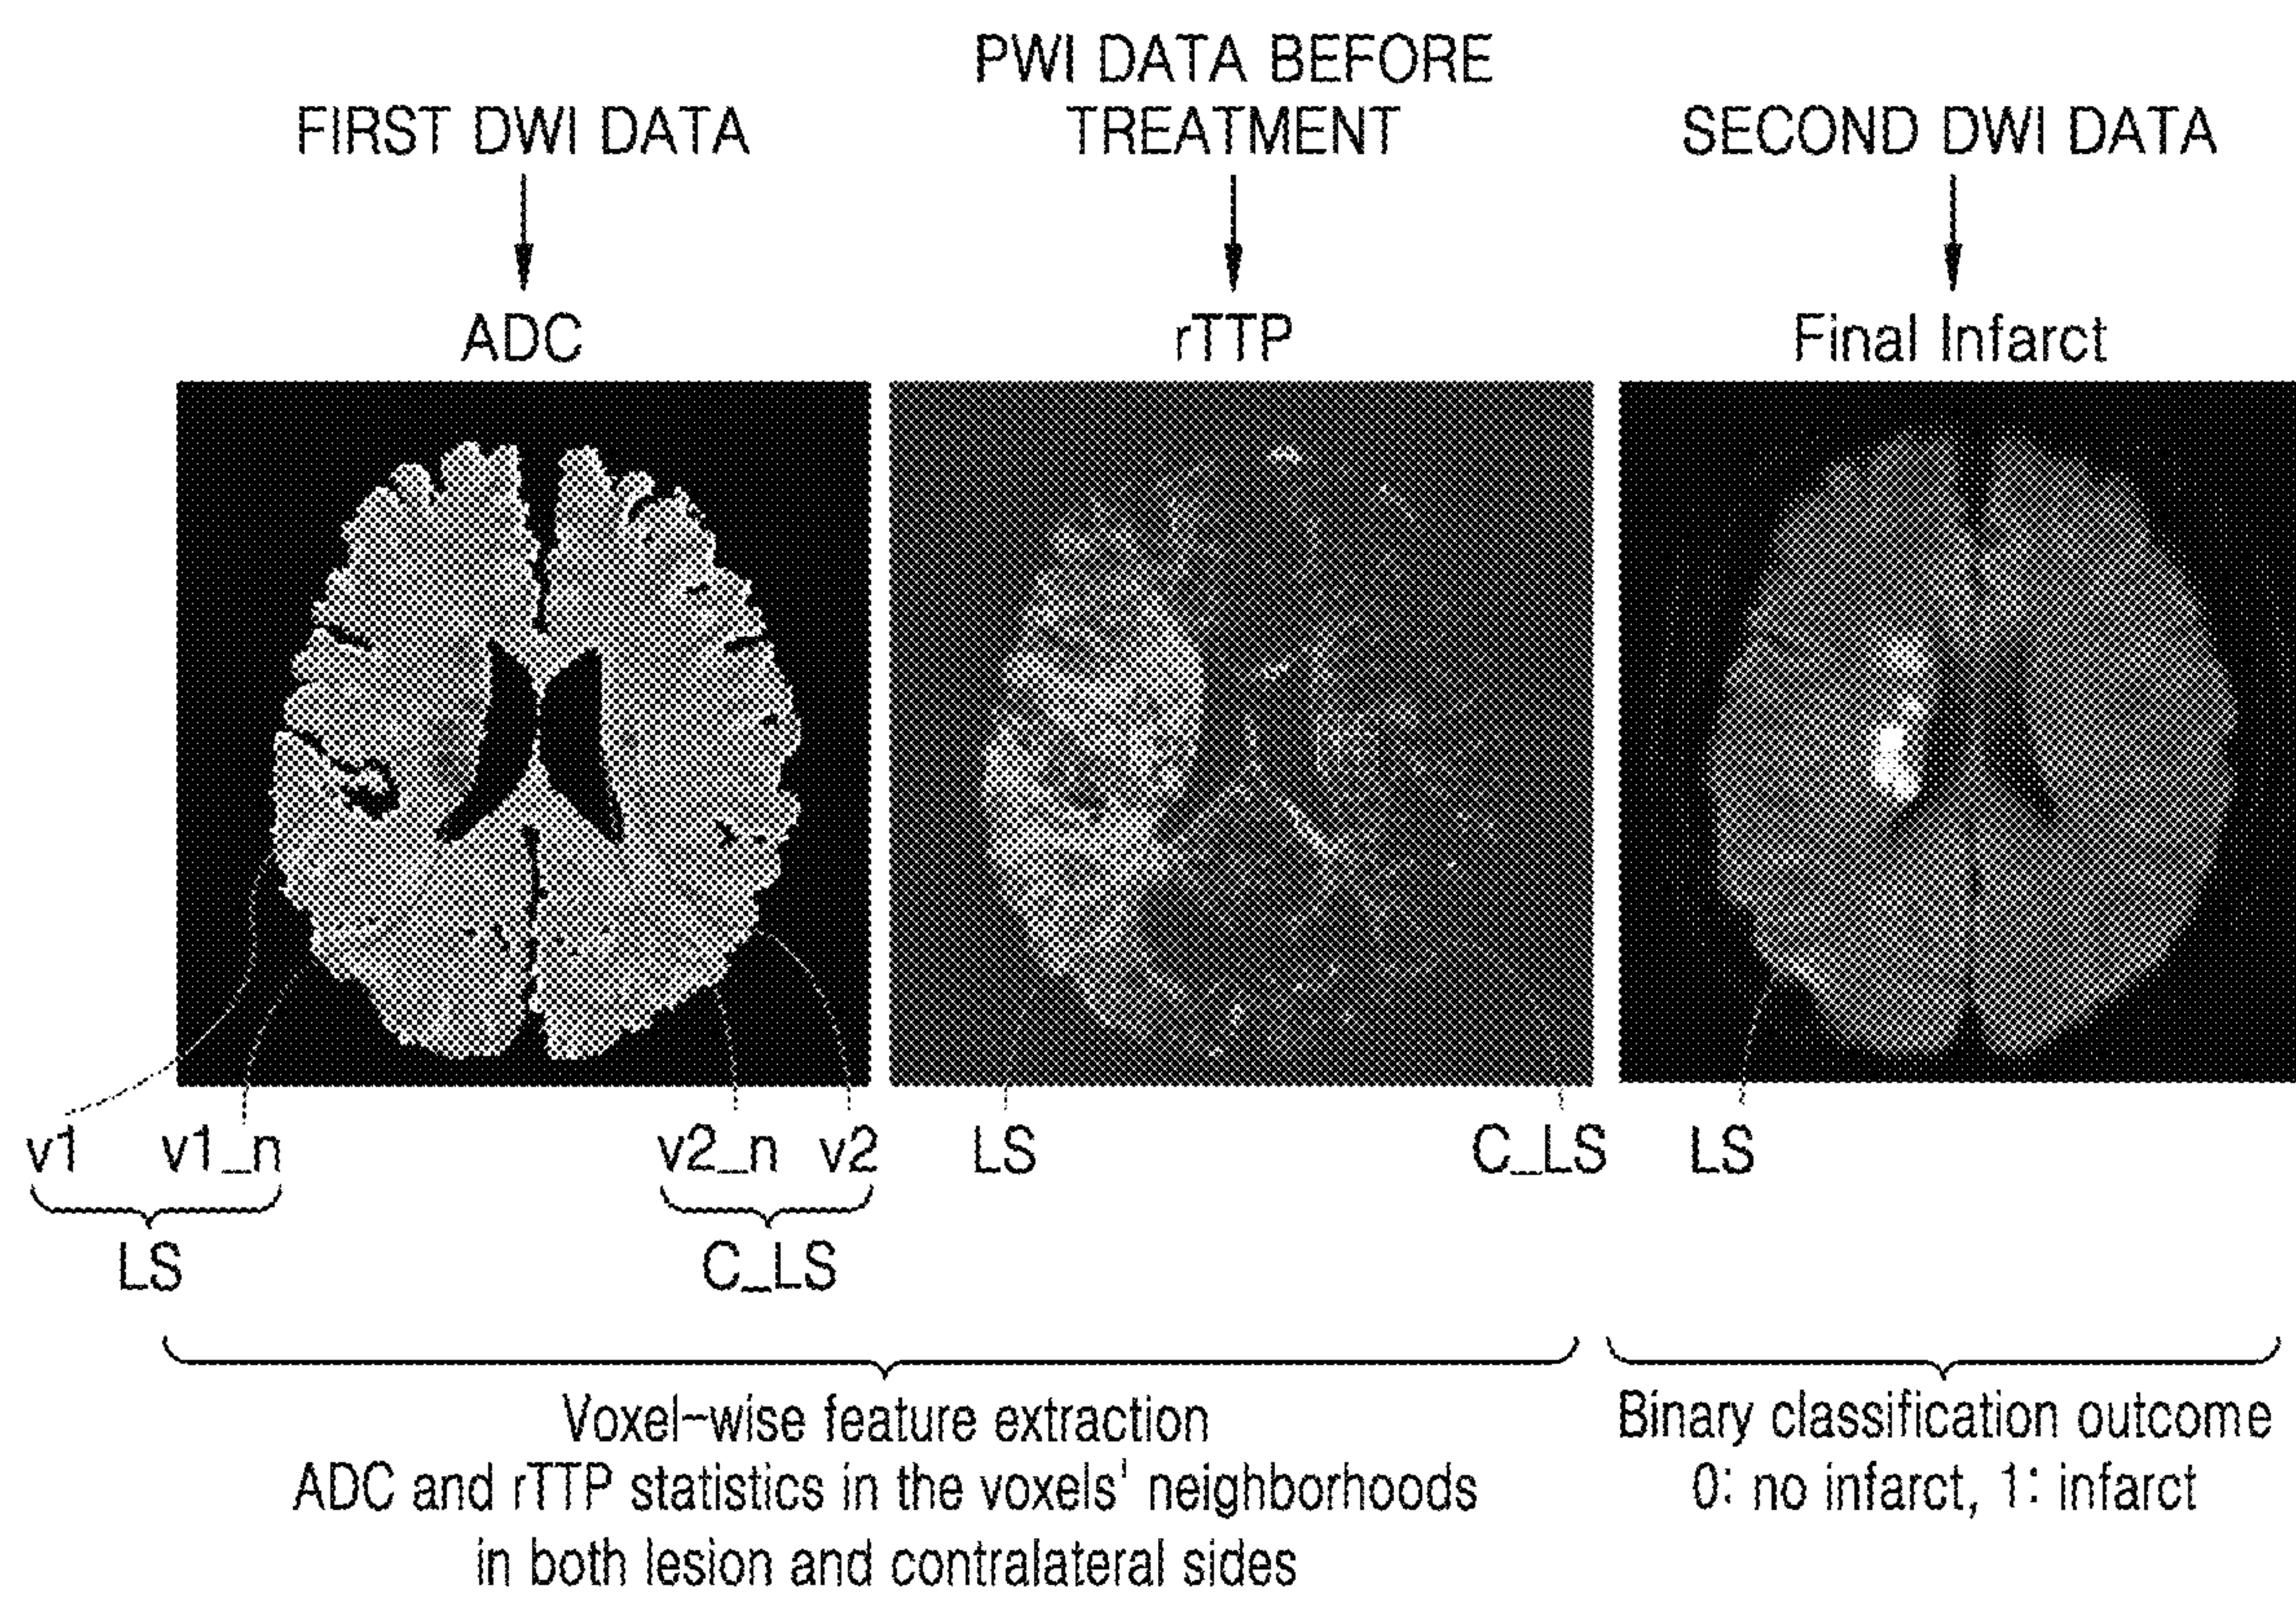 FIRST DWI DATA
PWI DATA BEFORE
TREATMENT
SECOND DWI DATA
ADC
rTTP
Final Infarct
v1
v1_n
v2_n
v2
LS
C_LS
LS
LS
C_LS
Voxel-wise feature extraction
ADC and rTTP statistics in the voxels' neighborhoods
in both lesion and contralateral sides
Binary classification outcome
0: no infarct, 1: infarct